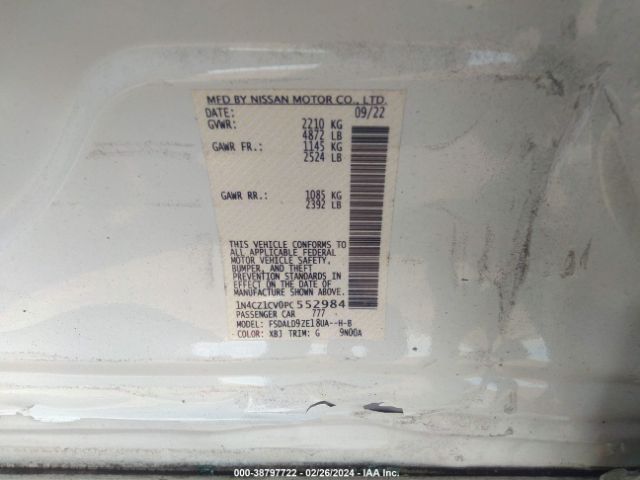 MFD BY NISSAN MOTOR CO., LTD.
DATE: 09/22
GVWR: 2210 KG
4872 LB
GAWR FR.: 1145 KG
2524 LB
GAWR RR.: 1085 KG
2392 LB
THIS VEHICLE CONFORMS TO
ALL APPLICABLE FEDERAL
MOTOR VEHICLE SAFETY,
BUMPER, AND THEFT
PREVENTION STANDARDS
IN EFFECT ON THE DATE OF
MANUFACTURE SHOWN ABOVE.
1N4CZ1CV0PC552984
PASSENGER CAR 777
MODEL: FSDALD9ZE18UA--H-B
COLOR: XBJ TRIM: G 9N00A
000-38797722 - 02/26/2024 - IAA Inc.